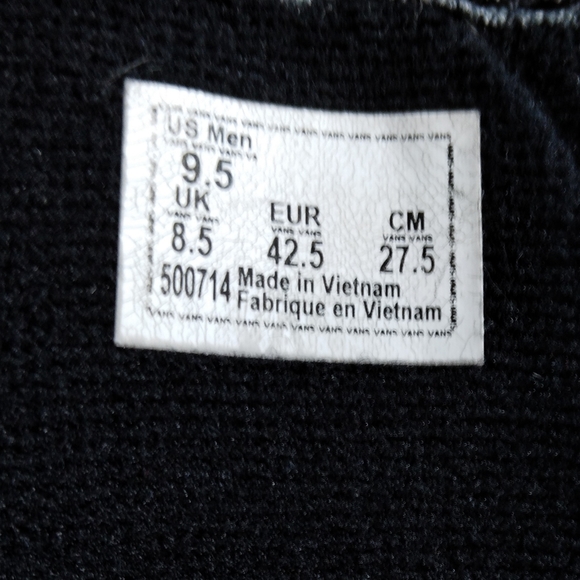 US Men
9.5
UK EUR CM
8.5 42.5 27.5
500714 Made in Vietnam
Fabrique en Vietnam